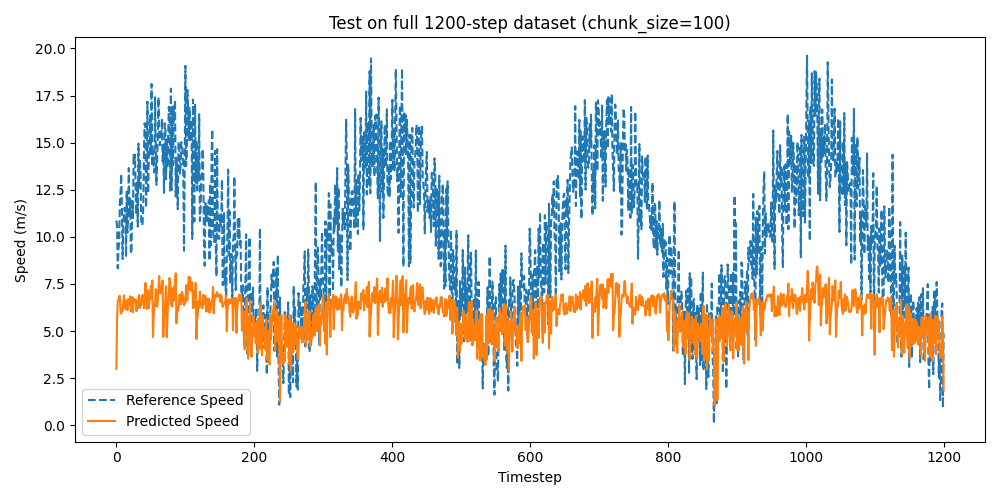 Test on full 1200-step dataset (chunk_size=100)
20.0
17.5
15.0
12.5
10.0
7.5
5.0
2.5
0.0
Speed (m/s)
Reference Speed
Predicted Speed
0 200 400 600 800 1000 1200
Timestep